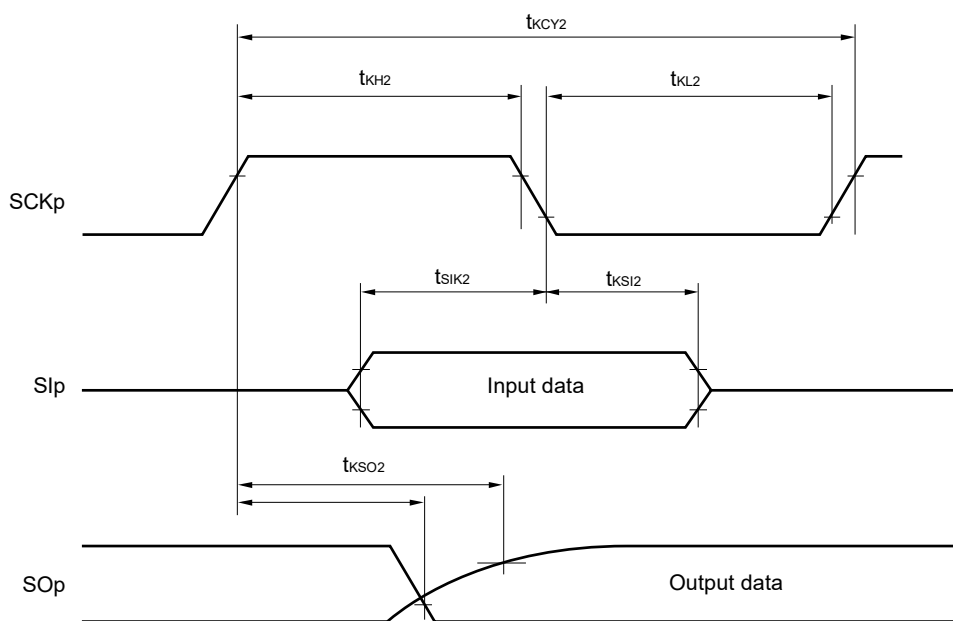 tKCY2
tKH2
tKL2
SCKp
tSIK2
tKSI2
SIp
Input data
tKSO2
SOp
Output data